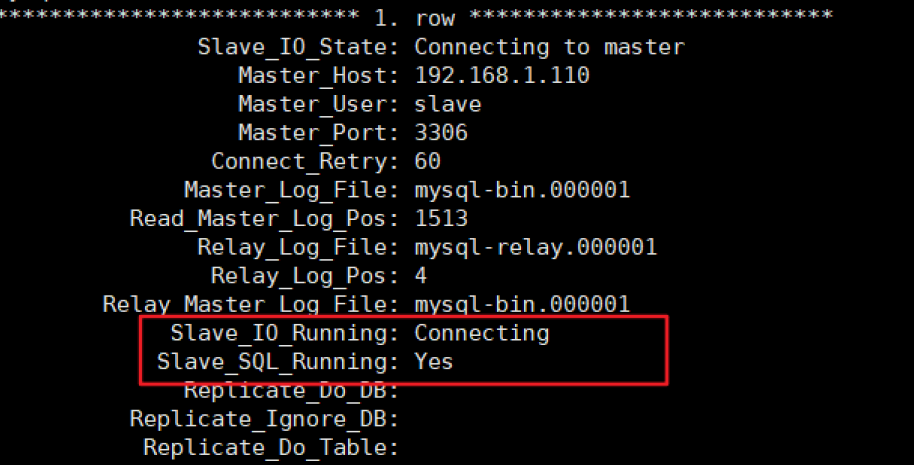 *************************** 1. row ***************************
Slave_IO_State: Connecting to master
Master_Host: 192.168.1.110
Master_User: slave
Master_Port: 3306
Connect_Retry: 60
Master_Log_File: mysql-bin.000001
Read_Master_Log_Pos: 1513
Relay_Log_File: mysql-relay.000001
Relay_Log_Pos: 4
Relay_Master_Log_File: mysql-bin.000001
Slave_IO_Running: Connecting
Slave_SQL_Running: Yes
Replicate_Do_DB:
Replicate_Ignore_DB:
Replicate_Do_Table: